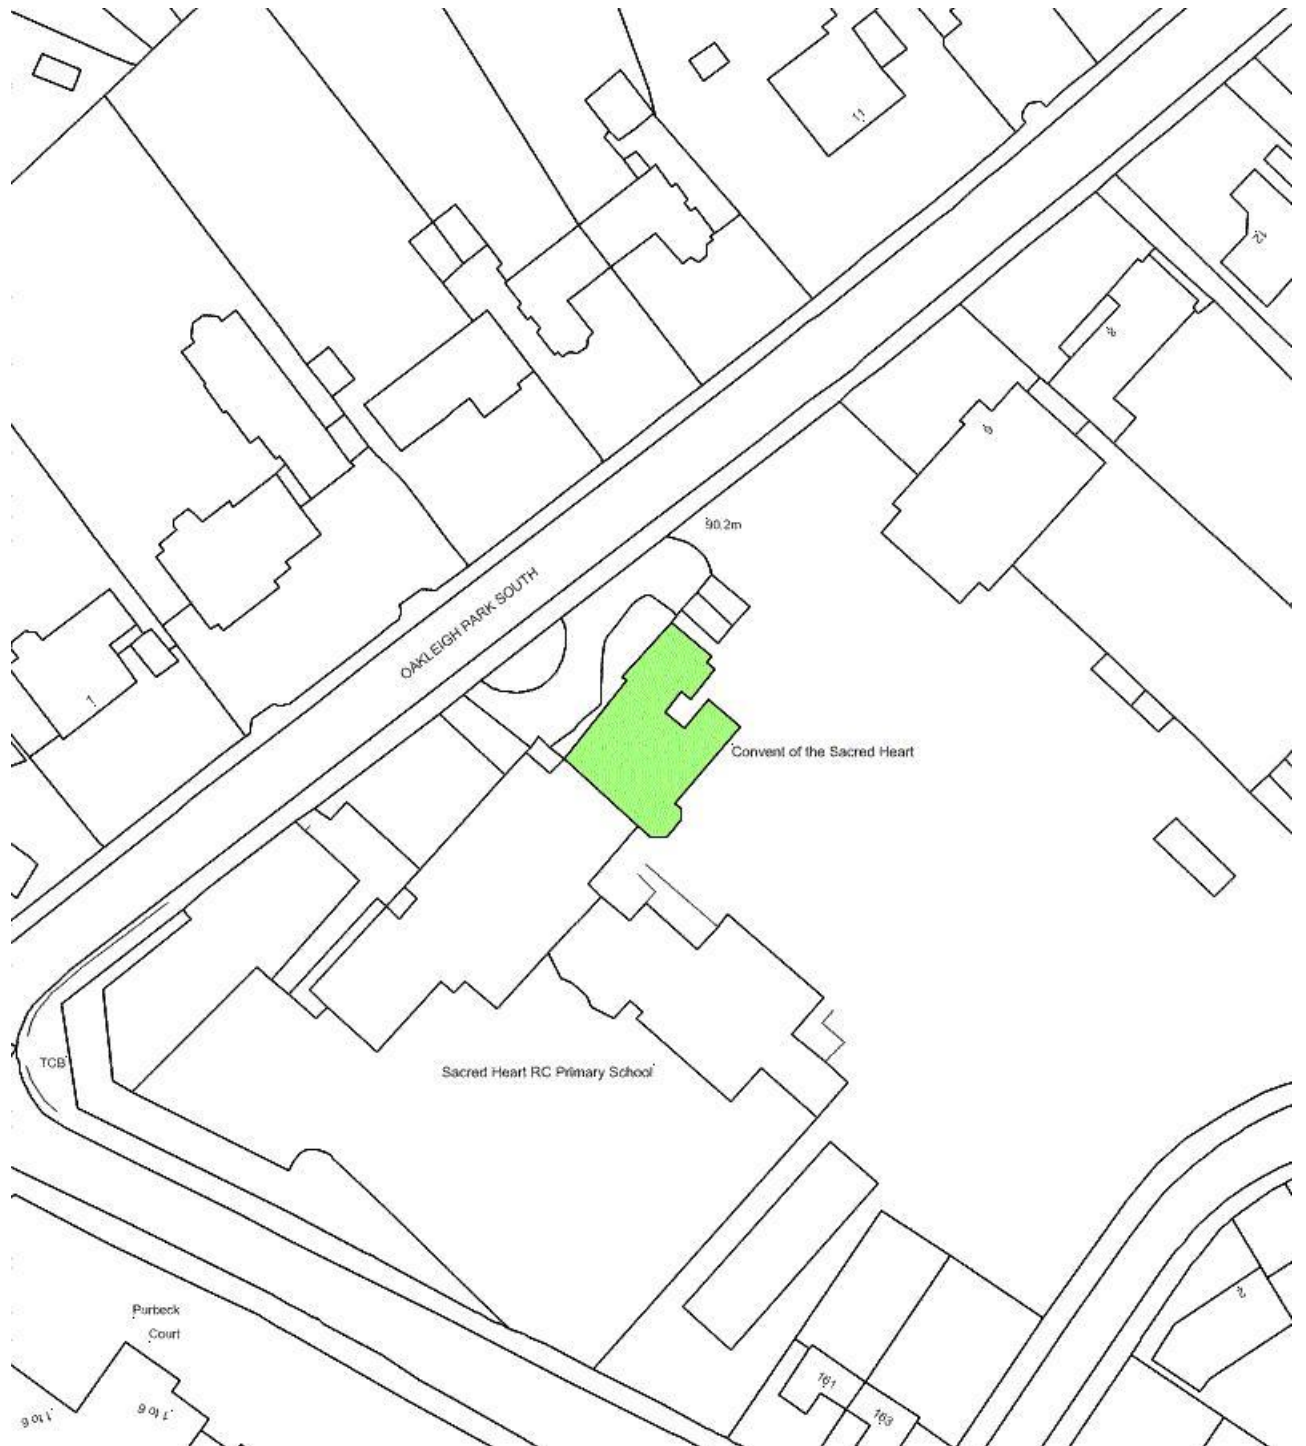 11
12
8
9
90.2m
OAKLEIGH PARK SOUTH
1
Convent of the Sacred Heart
TCB
Sacred Heart RC Primary School
Purbeck
Court
2
161
163
1 to 6
1 to 6